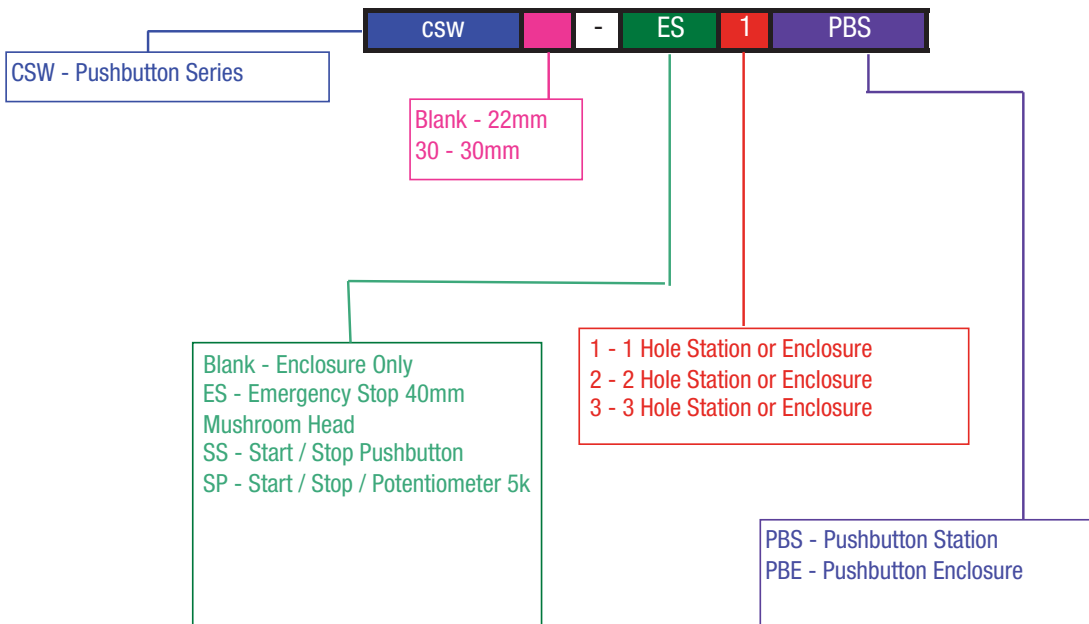 CSW - ES 1 PBS
CSW - Pushbutton Series
Blank - 22mm
30 - 30mm
Blank - Enclosure Only
ES - Emergency Stop 40mm
Mushroom Head
SS - Start / Stop Pushbutton
SP - Start / Stop / Potentiometer 5k
1 - 1 Hole Station or Enclosure
2 - 2 Hole Station or Enclosure
3 - 3 Hole Station or Enclosure
PBS - Pushbutton Station
PBE - Pushbutton Enclosure